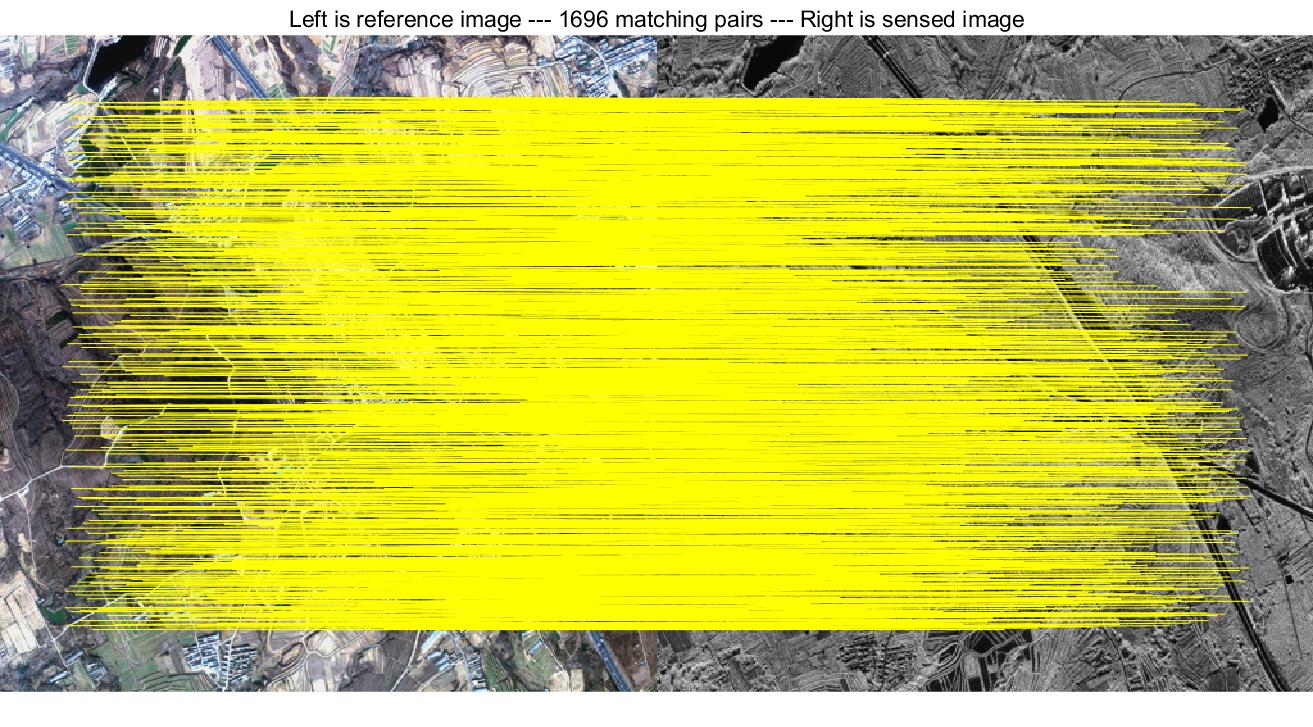 Left is reference image --- 1696 matching pairs --- Right is sensed image